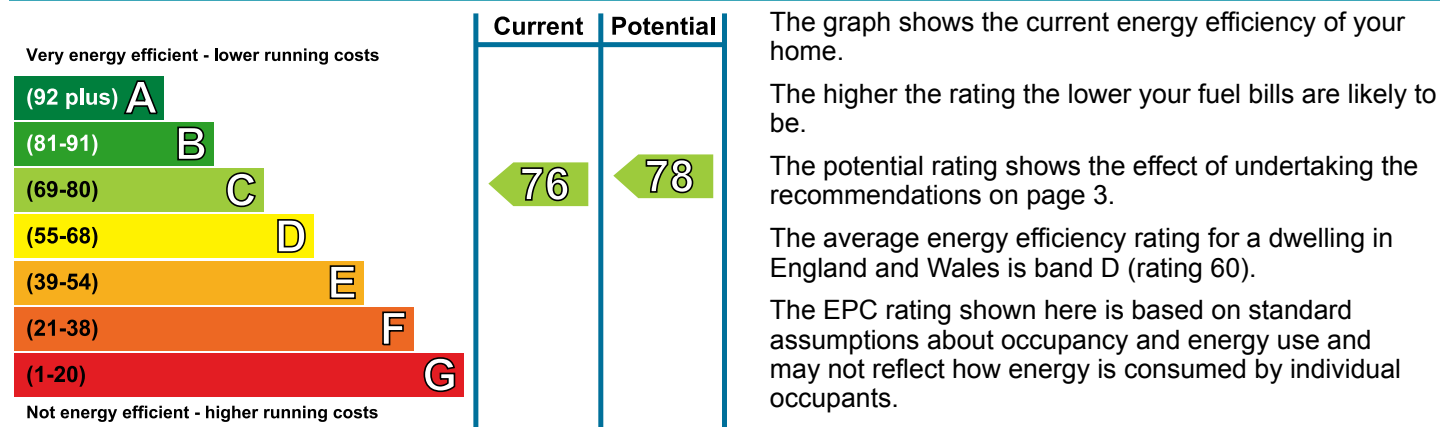 Current Potential
Very energy efficient - lower running costs
(92 plus) A
(81-91) B
(69-80) C
(55-68) D
(39-54) E
(21-38) F
(1-20) G
Not energy efficient - higher running costs
76
78
The graph shows the current energy efficiency of your
home.
The higher the rating the lower your fuel bills are likely to
be.
The potential rating shows the effect of undertaking the
recommendations on page 3.
The average energy efficiency rating for a dwelling in
England and Wales is band D (rating 60).
The EPC rating shown here is based on standard
assumptions about occupancy and energy use and
may not reflect how energy is consumed by individual
occupants.